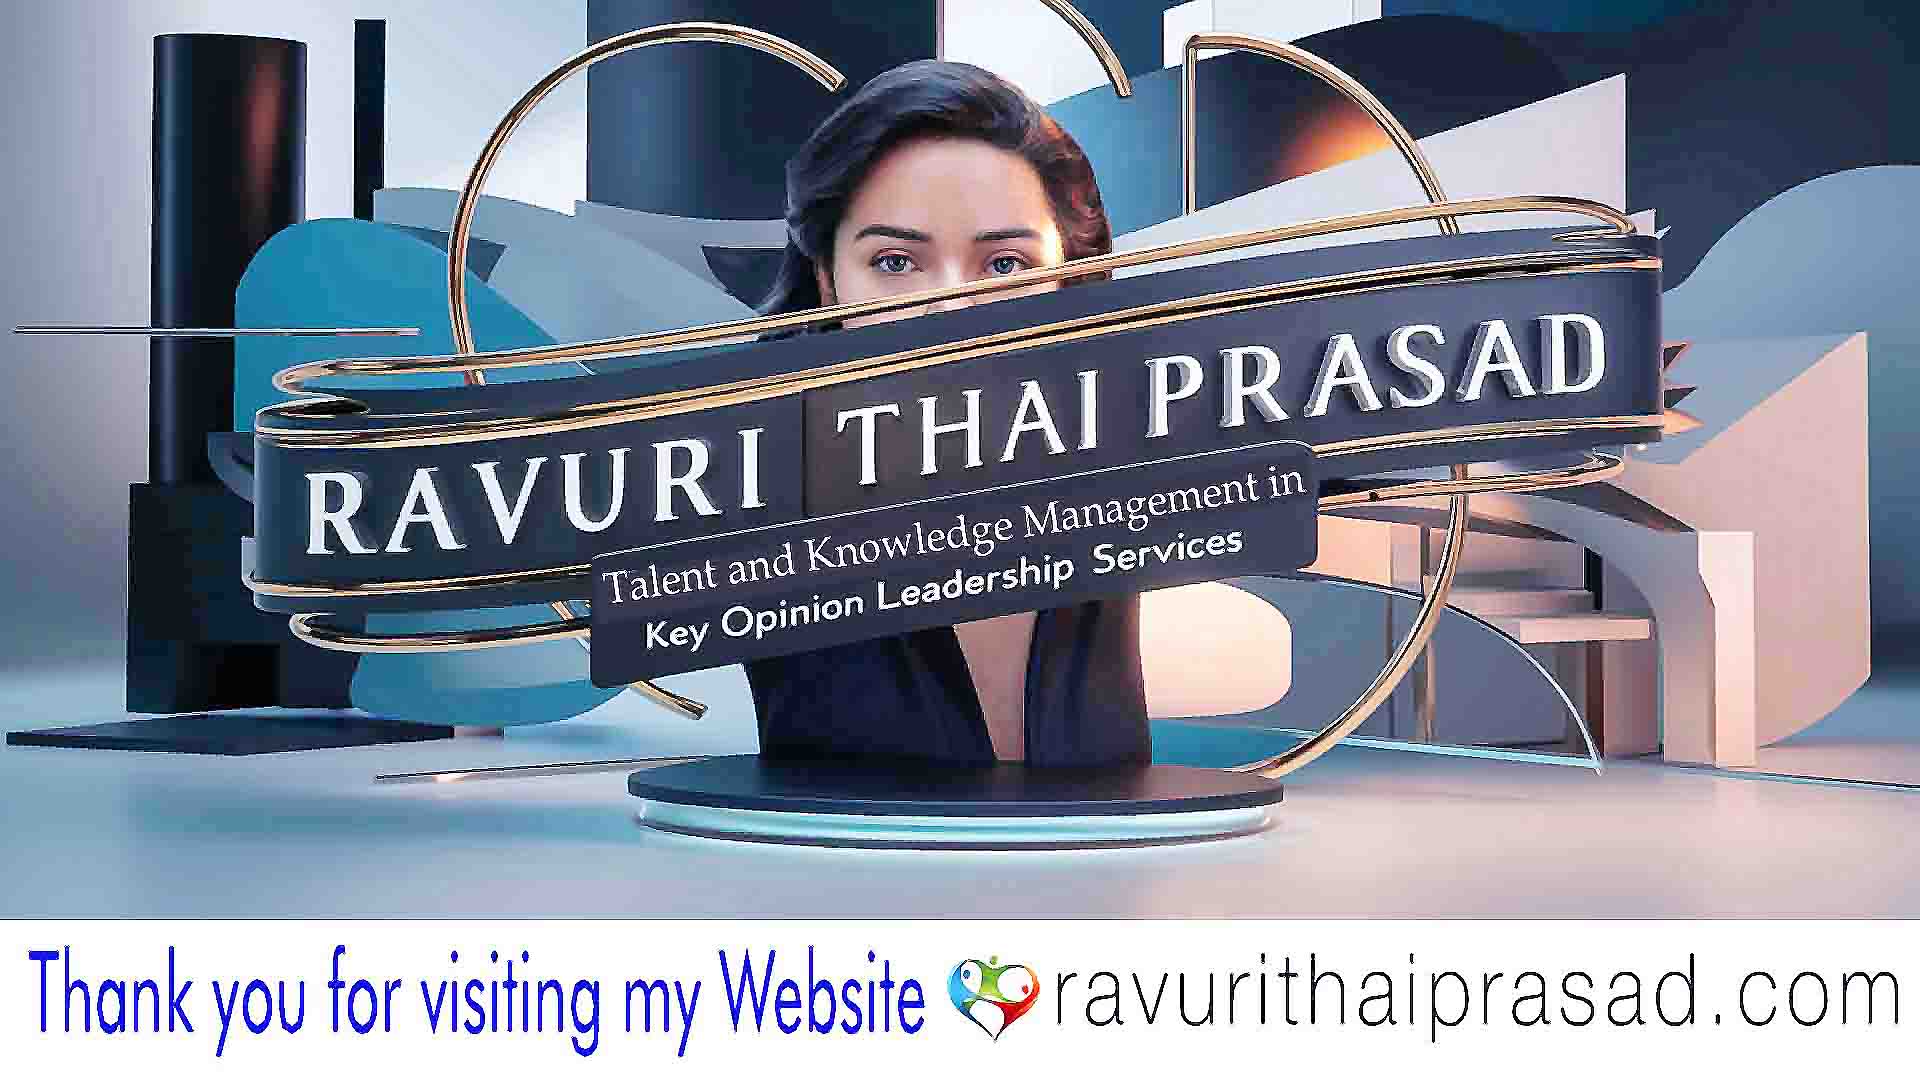 RAVURI THAI PRASAD
Talent and Knowledge Management in
Key Opinion Leadership Services
Thank you for visiting my Website ravurithaiprasad.com